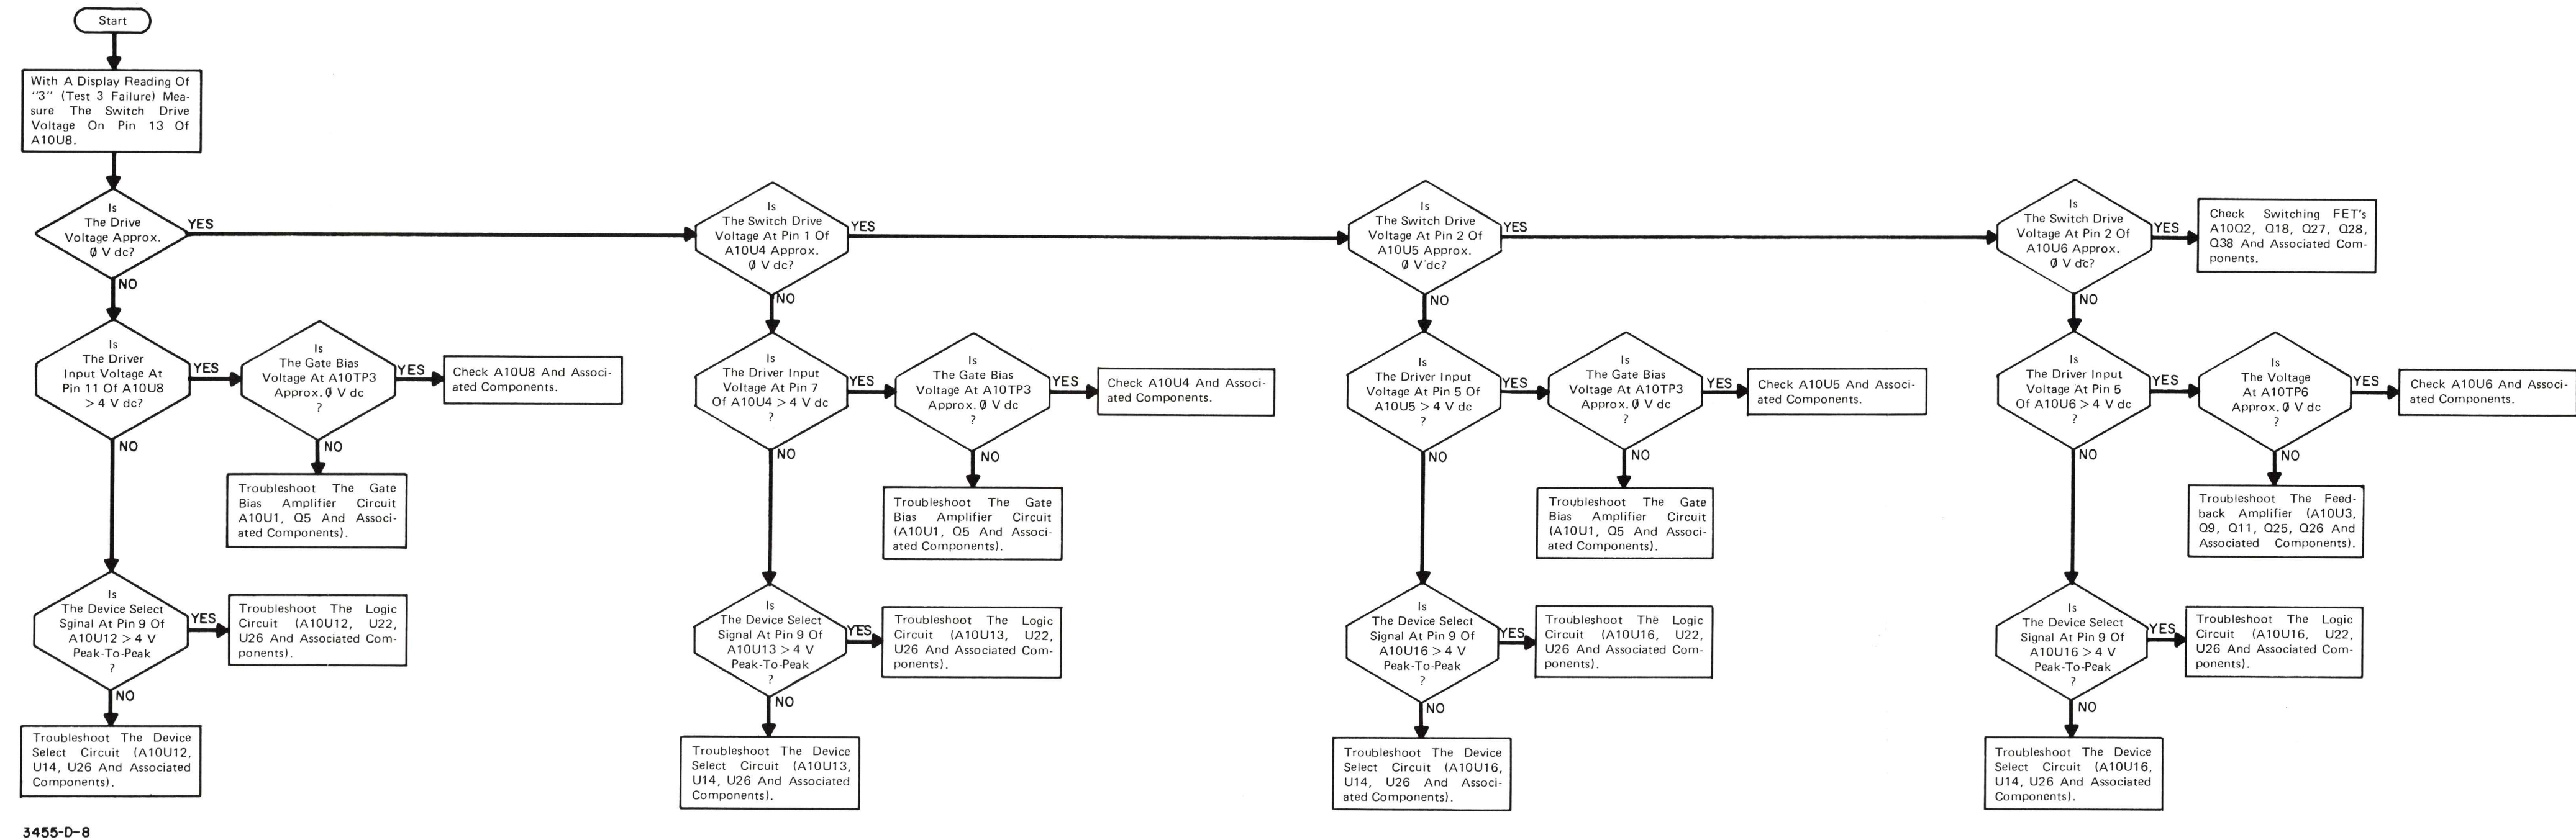 Start
With A Display Reading Of
"3" (Test 3 Failure) Mea-
sure The Switch Drive
Voltage On Pin 13 Of
A10U8.
Is
The Drive
Voltage Approx.
0̸ V dc?
YES
NO
Is
The Driver
Input Voltage At
Pin 11 Of A10U8
> 4 V dc?
YES
NO
Is
The Gate Bias
Voltage At A10TP3
Approx. 0̸ V dc
?
YES
NO
Check A10U8 And Associ-
ated Components.
Troubleshoot The Gate
Bias Amplifier Circuit
A10U1, Q5 And Associ-
ated Components).
Is
The Device Select
Sginal At Pin 9 Of
A10U12 > 4 V
Peak-To-Peak
?
YES
NO
Troubleshoot The Logic
Circuit (A10U12, U22,
U26 And Associated Com-
ponents).
Troubleshoot The Device
Select Circuit (A10U12,
U14, U26 And Associated
Components).
Is
The Switch Drive
Voltage At Pin 1 Of
A10U4 Approx.
0̸ V dc?
YES
NO
Is
The Driver Input
Voltage At Pin 7
Of A10U4 > 4 V dc
?
YES
NO
Is
The Gate Bias
Voltage At A10TP3
Approx. 0̸ V dc
?
YES
NO
Check A10U4 And Associ-
ated Components.
Troubleshoot The Gate
Bias Amplifier Circuit
(A10U1, Q5 And Associ-
ated Components).
Is
The Device Select
Signal At Pin 9 Of
A10U13 > 4 V
Peak-To-Peak
?
YES
NO
Troubleshoot The Logic
Circuit (A10U13, U22,
U26 And Associated Com-
ponents).
Troubleshoot The Device
Select Circuit (A10U13,
U14, U26 And Associated
Components).
Is
The Switch Drive
Voltage At Pin 2 Of
A10U5 Approx.
0̸ V dc?
YES
NO
Is
The Driver Input
Voltage At Pin 5 Of
A10U5 > 4 V dc
?
YES
NO
Is
The Gate Bias
Voltage At A10TP3
Approx. 0̸ V dc
?
YES
NO
Check A10U5 And Associ-
ated Components.
Troubleshoot The Gate
Bias Amplifier Circuit
(A10U1, Q5 And Associ-
ated Components).
Is
The Device Select
Signal At Pin 9 Of
A10U16 > 4 V
Peak-To-Peak
?
YES
NO
Troubleshoot The Logic
Circuit (A10U16, U22,
U26 And Associated Com-
ponents).
Troubleshoot The Device
Select Circuit (A10U16,
U14, U26 And Associ-
ated Components).
Is
The Switch Drive
Voltage At Pin 2 Of
A10U6 Approx.
0̸ V dc?
YES
NO
Check Switching FET's
A10Q2, Q18, Q27, Q28,
Q38 And Associated Com-
ponents.
Is
The Driver Input
Voltage At Pin 5
Of A10U6 > 4 V dc
?
YES
NO
Is
The Voltage
At A10TP6
Approx. 0̸ V dc
?
YES
NO
Check A10U6 And Associ-
ated Components.
Troubleshoot The Feed-
back Amplifier (A10U3,
Q9, Q11, Q25, Q26 And
Associated Components).
Is
The Device Select
Signal At Pin 9 Of
A10U16 > 4 V
Peak-To-Peak
?
YES
NO
Troubleshoot The Logic
Circuit (A10U16, U22,
U26 And Associated Com-
ponents).
Troubleshoot The Device
Select Circuit (A10U16,
U14, U26 And Associated
Components).
3455-D-8